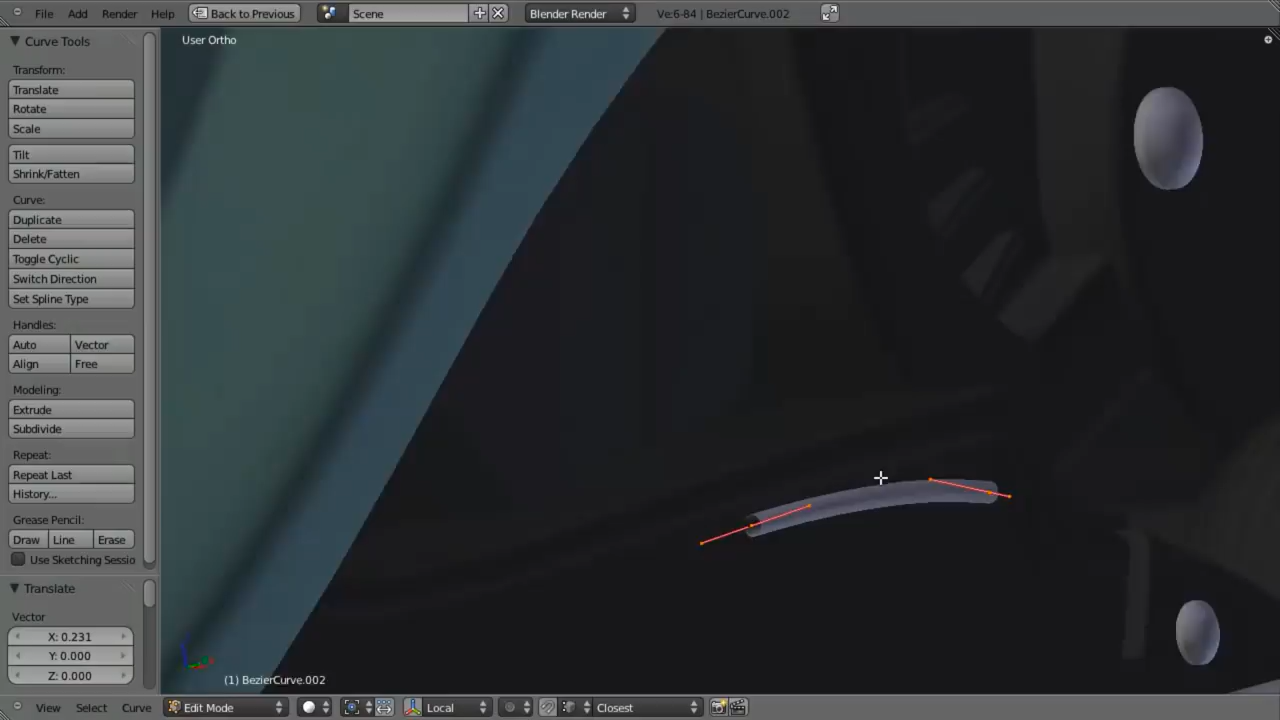 File Add Render Help Back to Previous Scene Blender Render Ve:6-84 | BezierCurve.002
Curve Tools
User Ortho
Transform:
Translate
Rotate
Scale
Tilt
Shrink/Fatten
Curve:
Duplicate
Delete
Toggle Cyclic
Switch Direction
Set Spline Type
Handles:
Auto Vector
Align Free
Modeling:
Extrude
Subdivide
Repeat:
Repeat Last
History...
Grease Pencil:
Draw Line Erase
Use Sketching Sessio
Translate
Vector
X: 0.231
Y: 0.000
Z: 0.000
(1) BezierCurve.002
View Select Curve Edit Mode Local Closest